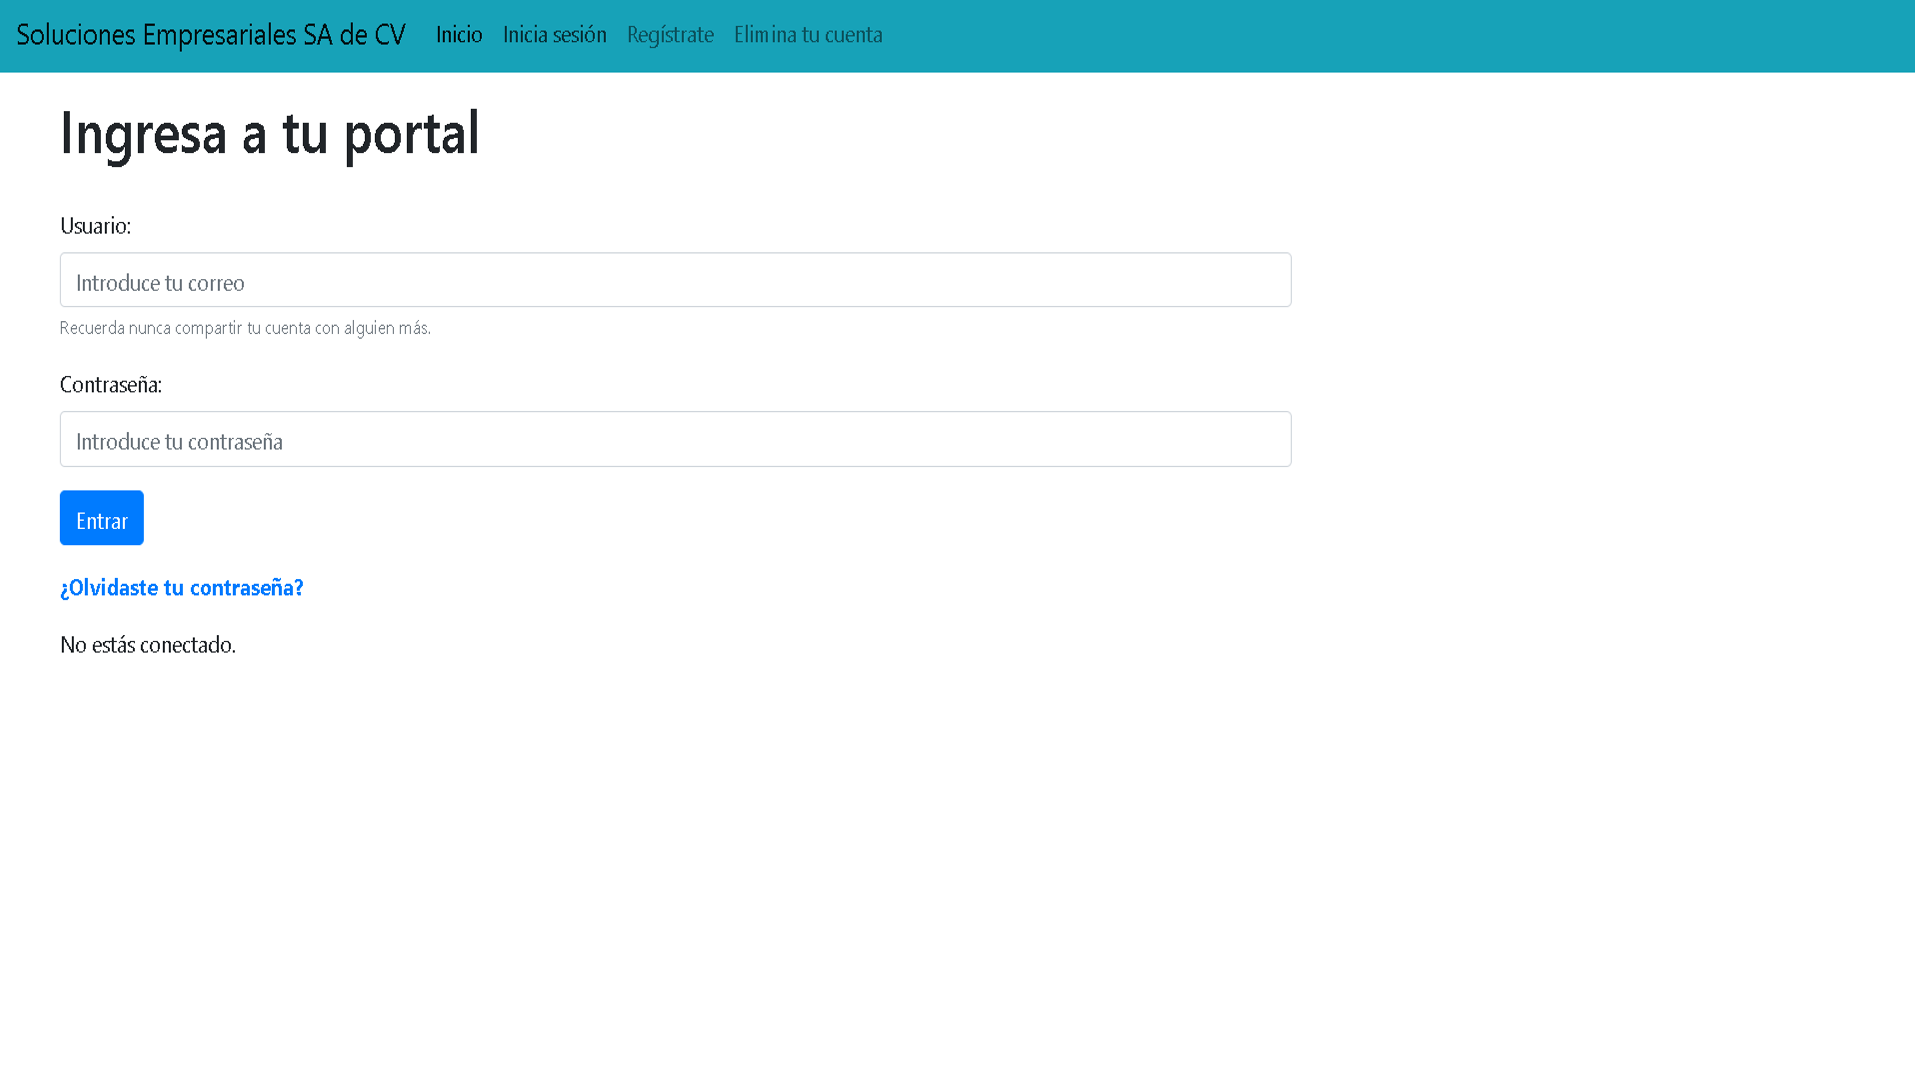 Soluciones Empresariales SA de CV Inicio Inicia sesión Regístrate Elimina tu cuenta
Ingresa a tu portal
Usuario:
Introduce tu correo
Recuerda nunca compartir tu cuenta con alguien más.
Contraseña:
Introduce tu contraseña
Entrar
¿Olvidaste tu contraseña?
No estás conectado.